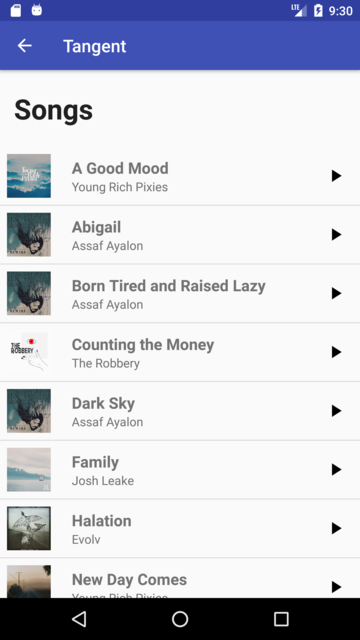 LTE 9:30
Tangent
Songs
A Good Mood
Young Rich Pixies
Abigail
Assaf Ayalon
Born Tired and Raised Lazy
Assaf Ayalon
THE ROBBERY
Counting the Money
The Robbery
Dark Sky
Assaf Ayalon
Family
Josh Leake
Halation
Evolv
New Day Comes
Young Rich Pixies